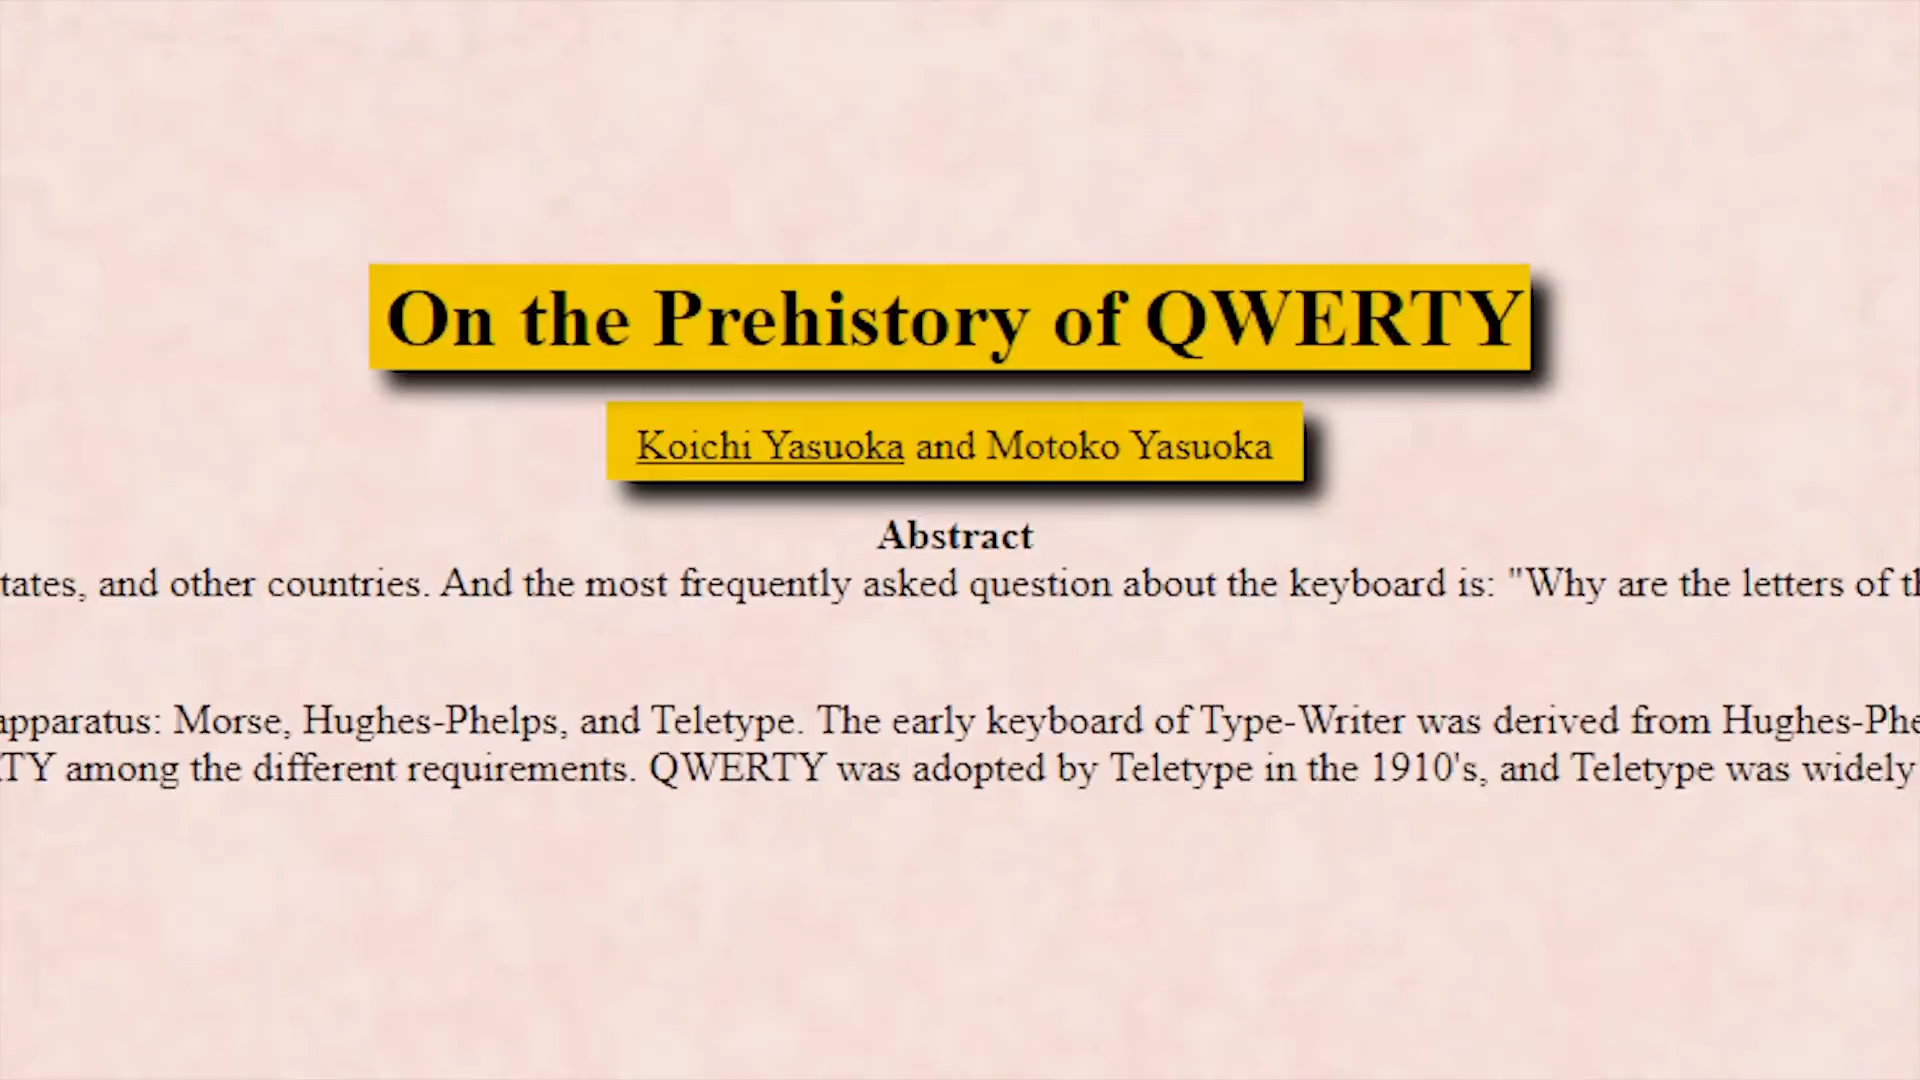 On the Prehistory of QWERTY
Koichi Yasuoka and Motoko Yasuoka
Abstract
tates, and other countries. And the most frequently asked question about the keyboard is: "Why are the letters of th
apparatus: Morse, Hughes-Phelps, and Teletype. The early keyboard of Type-Writer was derived from Hughes-Phe
TY among the different requirements. QWERTY was adopted by Teletype in the 1910's, and Teletype was widely